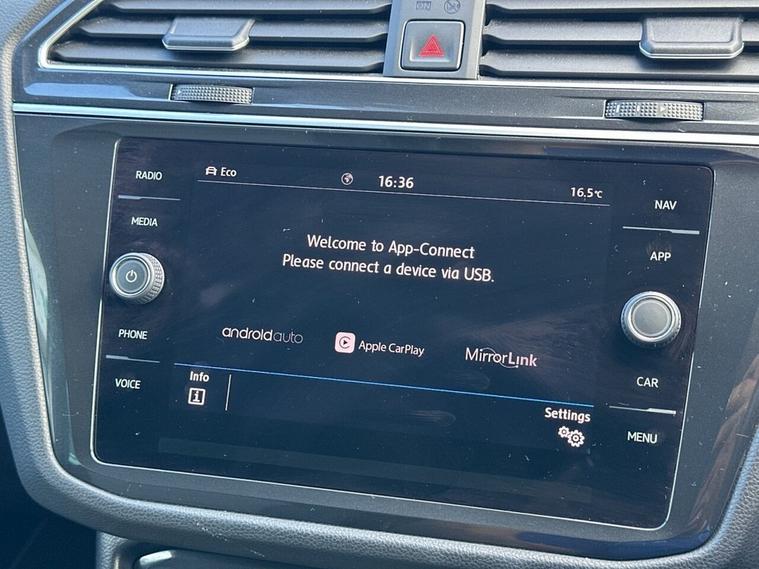 RADIO
MEDIA
PHONE
VOICE
Eco
16:36
16.5°C
Welcome to App-Connect
Please connect a device via USB.
androidauto
Apple CarPlay
MirrorLink
Info
i
Settings
NAV
APP
CAR
MENU